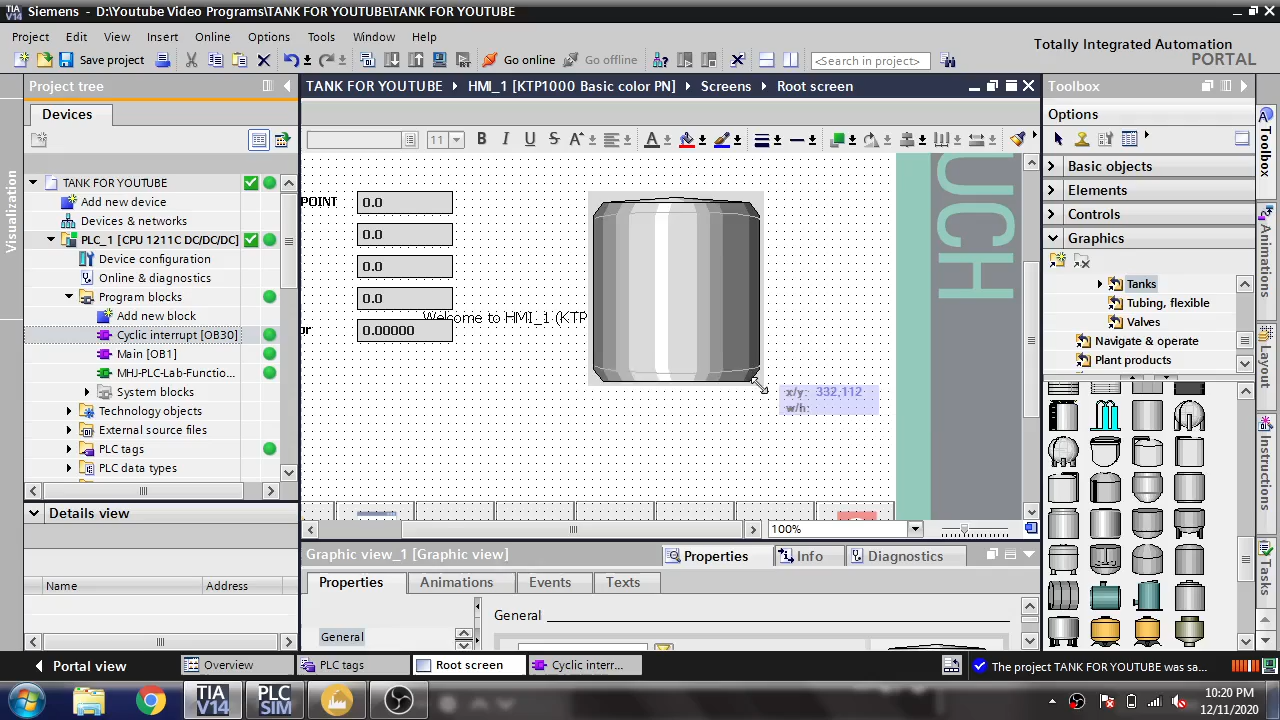 TIA
V14
Siemens - D:\Youtube Video Programs\TANK FOR YOUTUBE\TANK FOR YOUTUBE
Project Edit View Insert Online Options Tools Window Help
Totally Integrated Automation
PORTAL
Save project
Go online
Go offline
<Search in project>
Project tree
TANK FOR YOUTUBE
HMI_1 [KTP1000 Basic color PN]
Screens
Root screen
Toolbox
Devices
Options
11
B I U S A
A
Visualization
TANK FOR YOUTUBE
Add new device
Devices & networks
PLC_1 [CPU 1211C DC/DC/DC]
Device configuration
Online & diagnostics
Program blocks
Add new block
Cyclic interrupt [OB30]
Main [OB1]
MHJ-PLC-Lab-Functio...
System blocks
Technology objects
External source files
PLC tags
PLC data types
POINT 0.0
0.0
0.0
0.0
or 0.00000
Welcome to HMI_1 (KTP
UCH
x/y: 332,112
w/h:
100%
Basic objects
Elements
Controls
Graphics
Tanks
Tubing, flexible
Valves
Navigate & operate
Plant products
Toolbox
Animations
Layout
Instructions
Tasks
Details view
Name Address
Graphic view_1 [Graphic view]
Properties Info Diagnostics
Properties Animations Events Texts
General
General
Portal view
Overview
PLC tags
Root screen
Cyclic interr...
The project TANK FOR YOUTUBE was sa...
TIA
V14
PLC
SIM
10:20 PM
12/11/2020